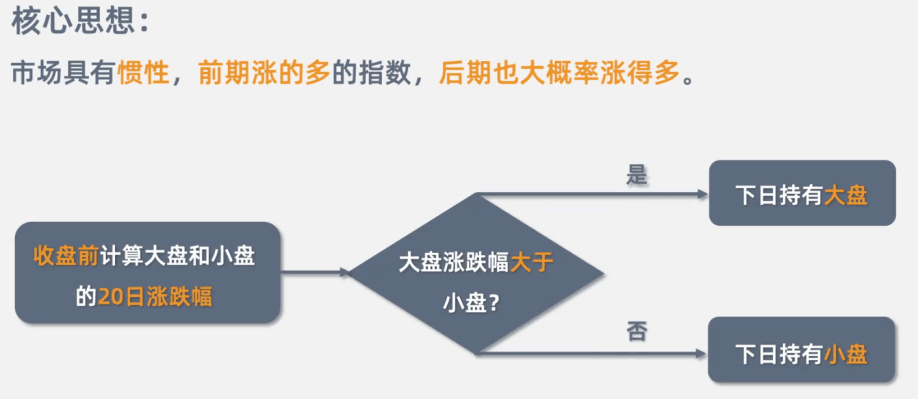 核心思想：
市场具有惯性，前期涨的多的指数，后期也大概率涨得多。
收盘前计算大盘和小盘
的20日涨跌幅
大盘涨跌幅大于
小盘？
是
下日持有大盘
否
下日持有小盘